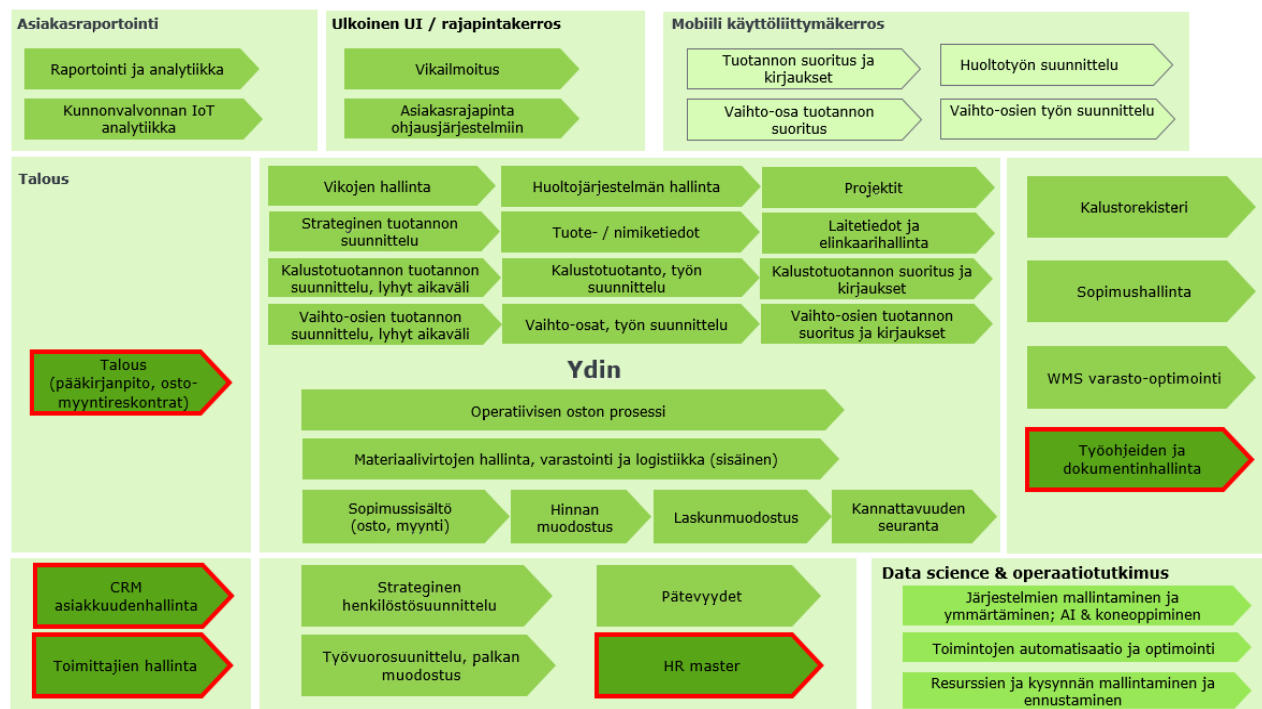 Asiakasraportointi
Raportointi ja analytiikka
Kunnonvalvonnan IoT
analytiikka
Ulkoinen UI / rajapintakerros
Vikailmoitus
Asiakasrajapinta
ohjausjärjestelmiin
Mobiili käyttöliittymäkerros
Tuotannon suoritus ja
kirjaukset
Huoltotyön suunnittelu
Vaihto-osa tuotannon
suoritus
Vaihto-osien työn suunnittelu
Talous
Talous
(pääkirjanpito, osto-
myyntireskontrat)
Vikojen hallinta
Huoltojärjestelmän hallinta
Projektit
Strateginen tuotannon
suunnittelu
Tuote- / nimiketiedot
Laitetiedot ja
elinkaarihallinta
Kalustotuotannon tuotannon
suunnittelu, lyhyt aikaväli
Kalustotuotanto, työn
suunnittelu
Kalustotuotannon suoritus ja
kirjaukset
Vaihto-osien tuotannon
suunnittelu, lyhyt aikaväli
Vaihto-osat, työn suunnittelu
Vaihto-osien tuotannon
suoritus ja kirjaukset
Ydin
Operatiivisen oston prosessi
Materiaalivirtojen hallinta, varastointi ja logistiikka (sisäinen)
Sopimussisältö
(osto, myynti)
Hinnan
muodostus
Laskunmuodostus
Kannattavuuden
seuranta
Kalustorekisteri
Sopimushallinta
WMS varasto-optimointi
Työohjeiden ja
dokumentinhallinta
CRM
asiakkuudenhallinta
Toimittajien hallinta
Strateginen
henkilöstösuunnittelu
Pätevyydet
Työvuorosuunittelu, palkan
muodostus
HR master
Data science & operaatiotutkimus
Järjestelmien mallintaminen ja
ymmärtäminen; AI & koneoppiminen
Toimintojen automatisaatio ja optimointi
Resurssien ja kysynnän mallintaminen ja
ennustaminen